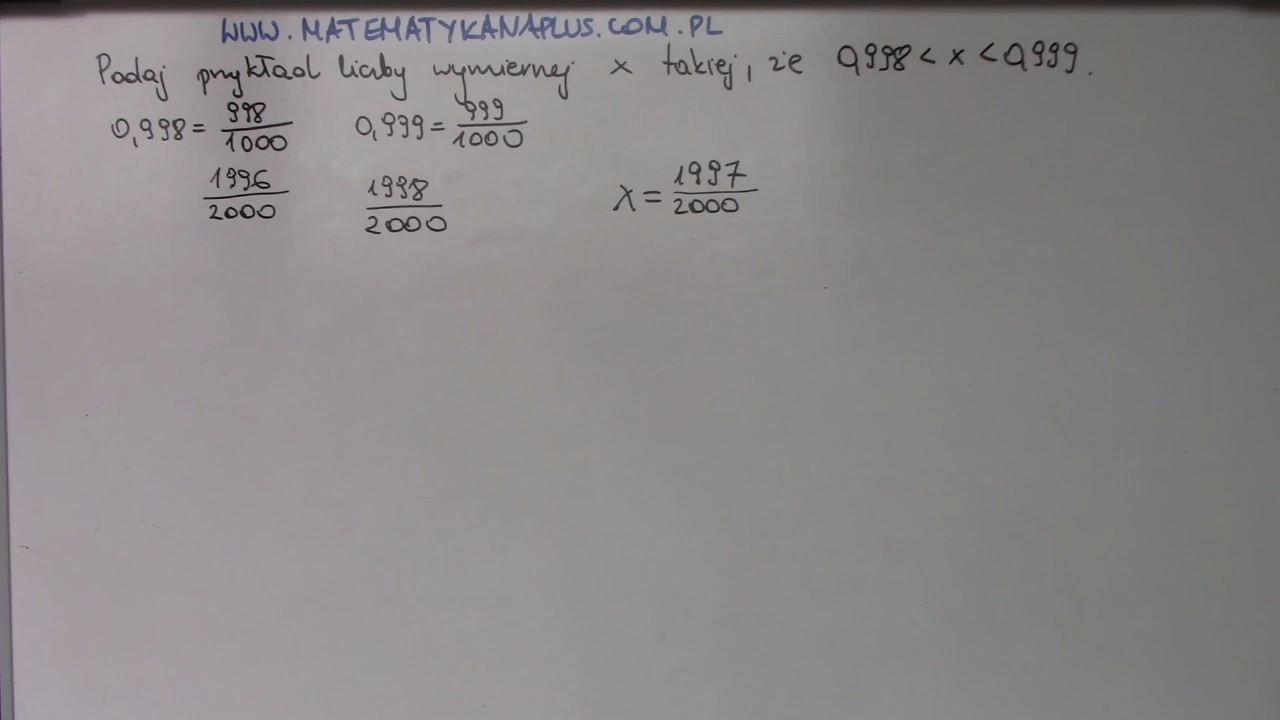 WWW.MATEMATYKANAPLUS.COM.PL
Podaj przykład liczby wymiernej x takiej, że 0,998 < x < 0,999.
0,998 = 998/1000 0,999 = 999/1000
1996/2000 1998/2000 x = 1997/2000